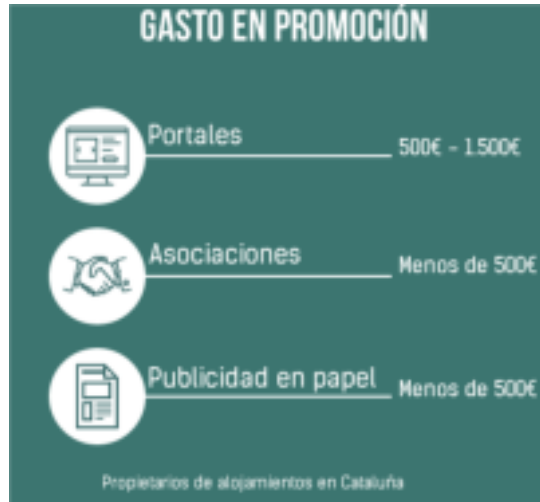 GASTO EN PROMOCIÓN
Portales
500€ - 1.500€
Asociaciones
Menos de 500€
Publicidad en papel
Menos de 500€
Propietarios de alojamientos en Cataluña